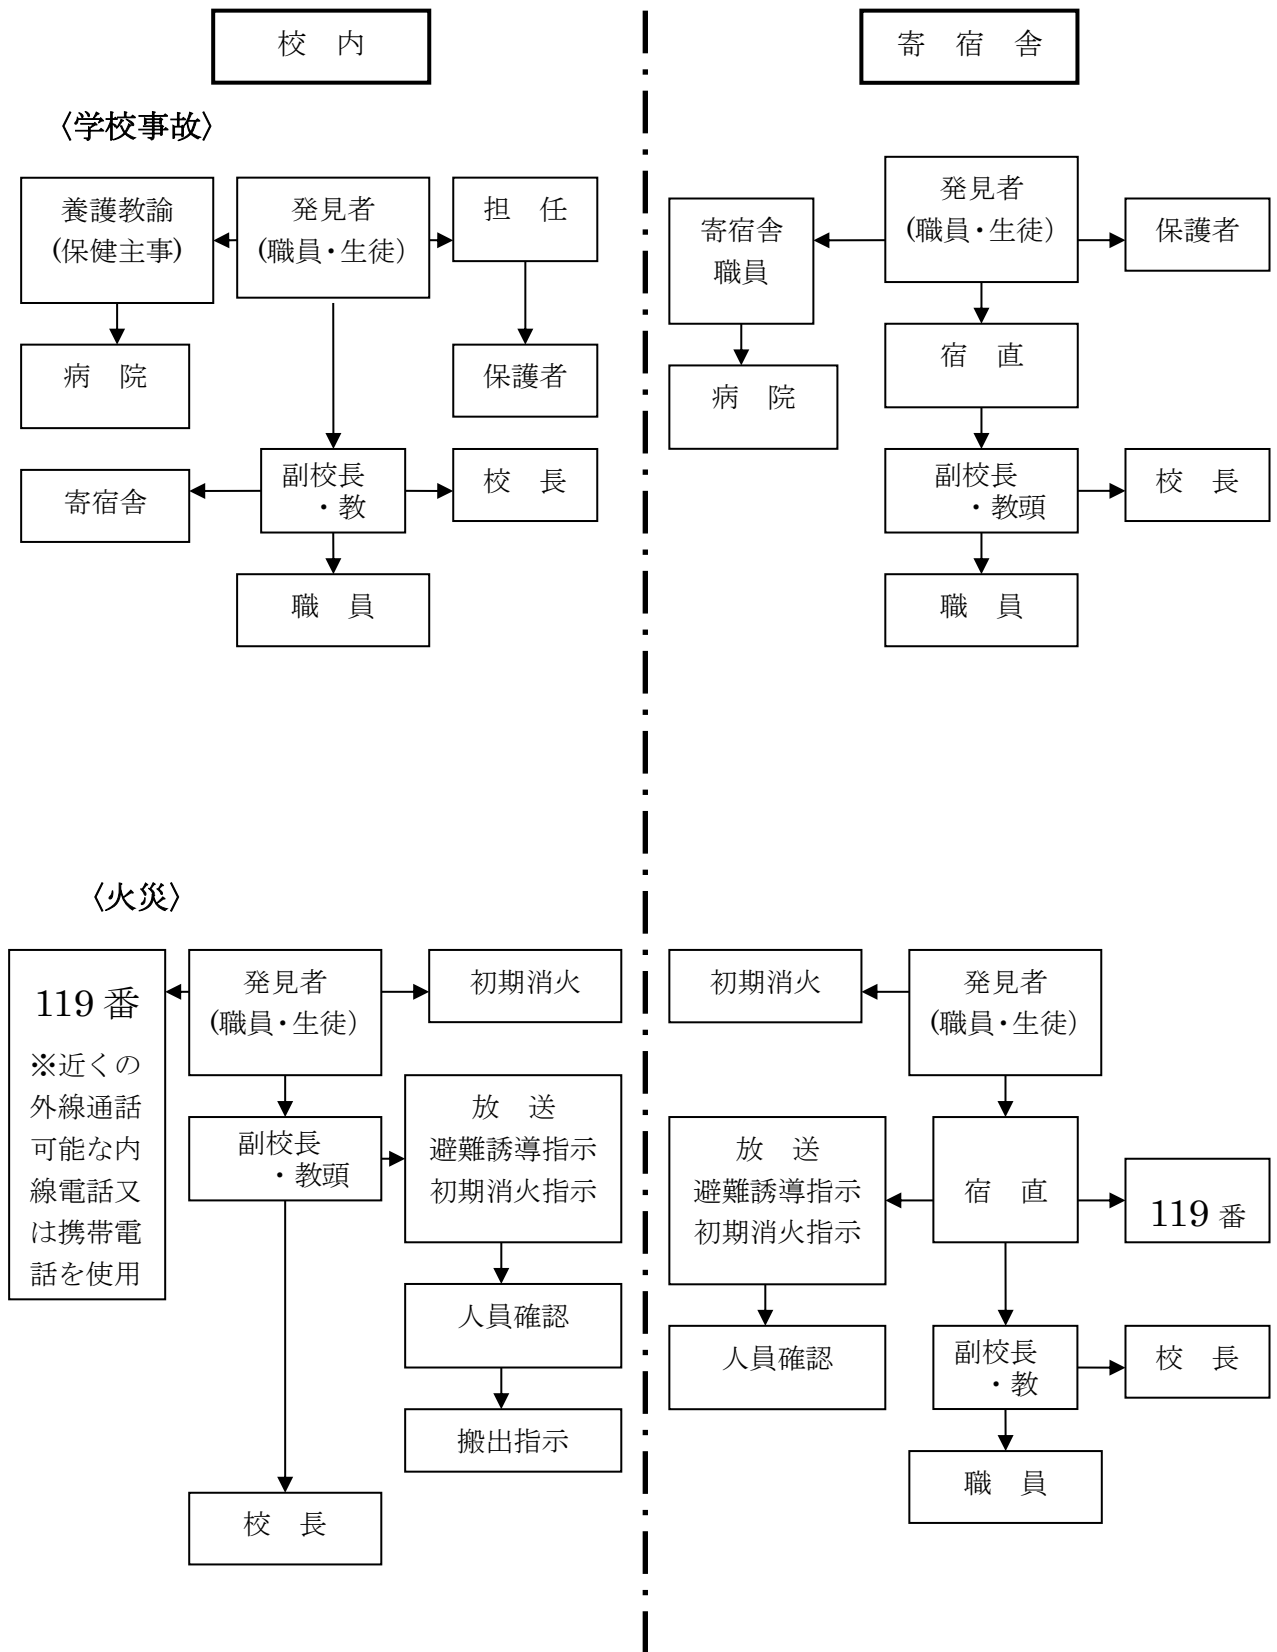 校 内
寄 宿 舎
〈学校事故〉
養護教諭
(保健主事)
発見者
(職員・生徒)
担 任
病 院
保護者
寄宿舎
副校長
・教
校 長
職 員
発見者
(職員・生徒)
寄宿舎
職員
保護者
宿 直
病 院
副校長
・教頭
校 長
職 員
〈火災〉
119 番
※近くの
外線通話
可能な内
線電話又
は携帯電
話を使用
発見者
(職員・生徒)
初期消火
副校長
・教頭
放 送
避難誘導指示
初期消火指示
人員確認
搬出指示
校 長
初期消火
発見者
(職員・生徒)
放 送
避難誘導指示
初期消火指示
宿 直
119 番
人員確認
副校長
・教
校 長
職 員